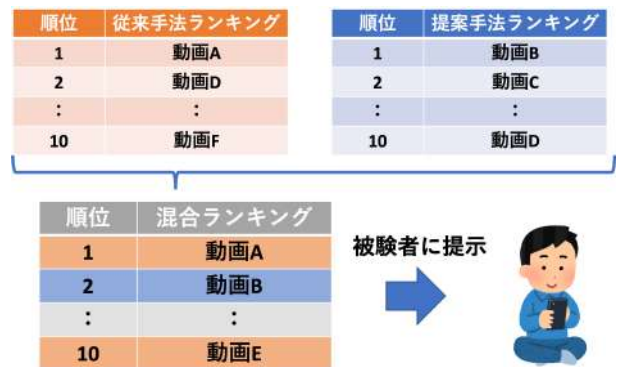 順位 従来手法ランキング
1 動画A
2 動画D
: :
10 動画F
順位 提案手法ランキング
1 動画B
2 動画C
: :
10 動画D
順位 混合ランキング
1 動画A
2 動画B
: :
10 動画E
被験者に提示